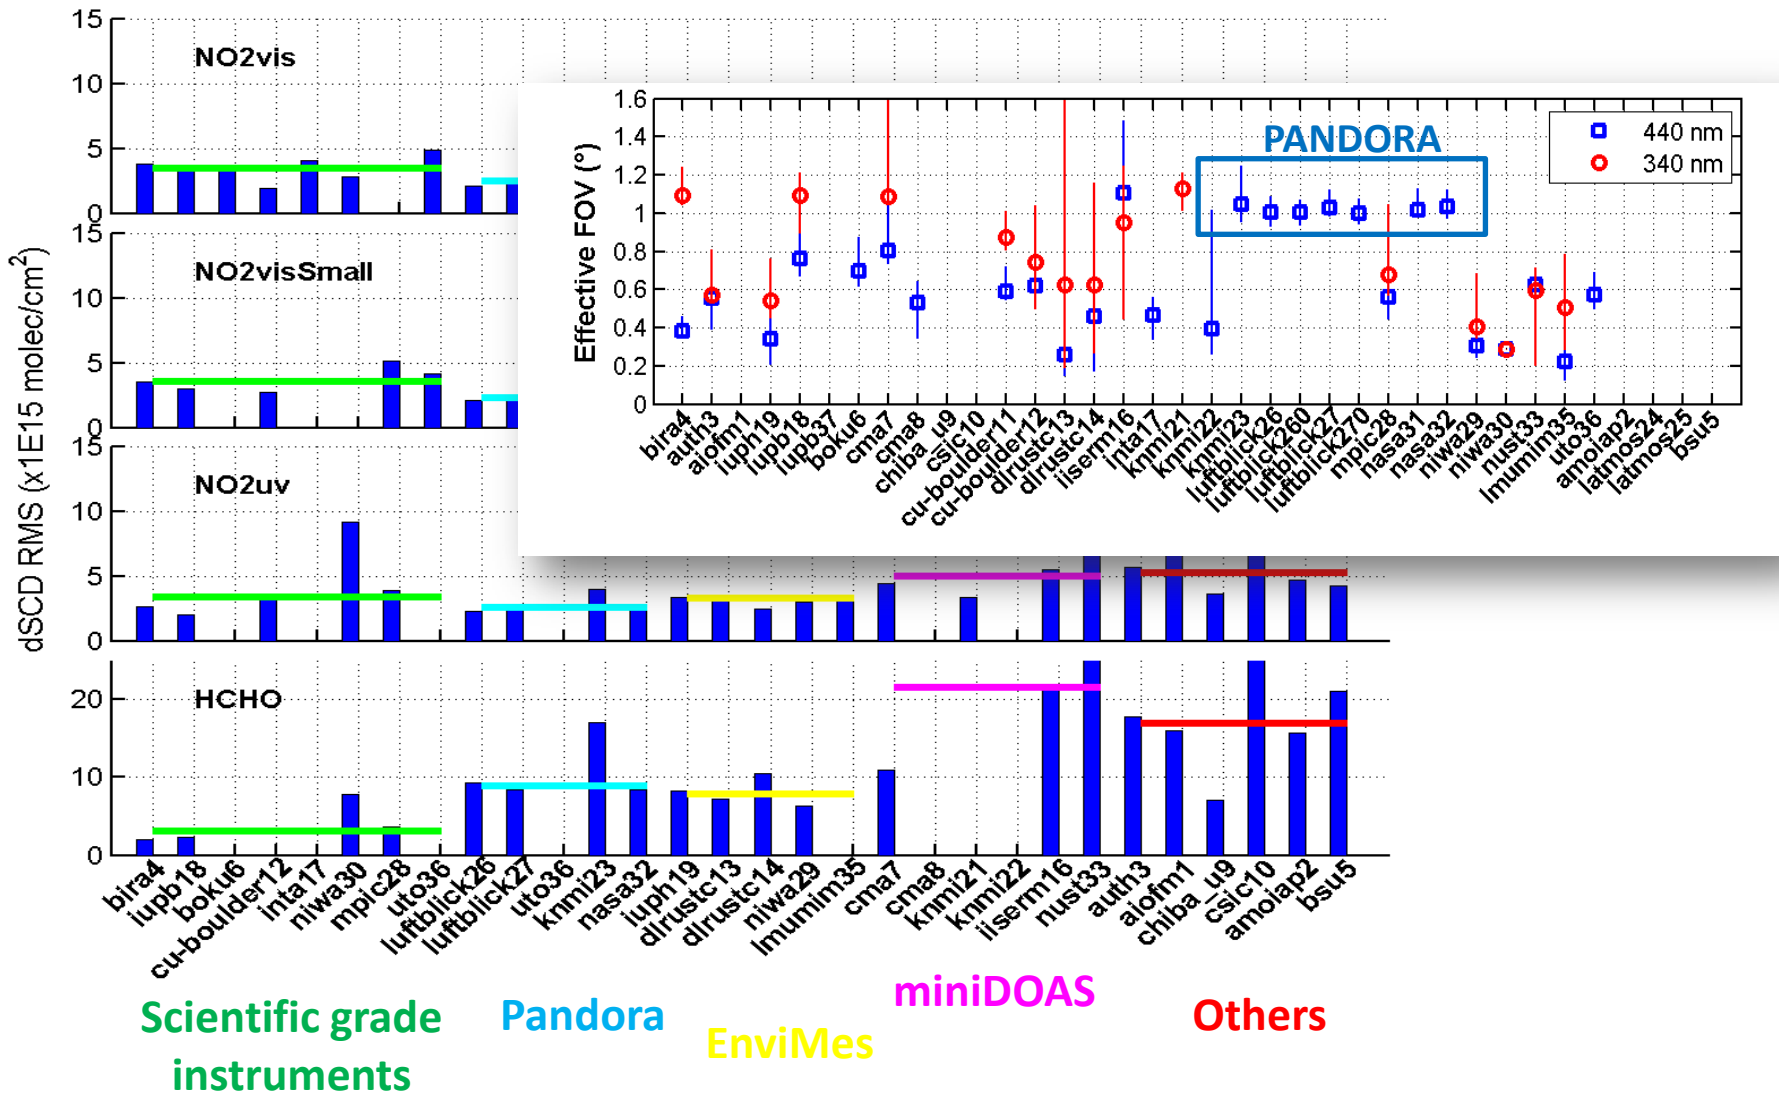 dSCD RMS (x1E15 molec/cm²)
15
10
5
0
NO2vis
15
10
5
0
NO2visSmall
15
10
5
0
NO2uv
20
10
0
HCHO
bira4
iupb18
boku6
cu-boulder12
inta17
niwa30
mpic28
uto36
luftblick26
luftblick27
uto36
knmi23
nasa32
iuph19
dlrustc13
dlrustc14
niwa29
lmumim35
cma7
cma8
knmi21
knmi22
iiserm16
nust33
auth3
aiofm1
chiba_u9
csic10
amoiap2
bsu5
Scientific grade
instruments
Pandora
EnviMes
miniDOAS
Others
Effective FOV (°)
1.6
1.4
1.2
1
0.8
0.6
0.4
0.2
0
PANDORA
440 nm
340 nm
bira4
auth3
aiofm1
iuph19
iupb18
iupb37
boku6
cma7
cma8
chiba_u9
csic10
cu-boulder11
cu-boulder12
dlrustc13
dlrustc14
iiserm16
inta17
knmi21
knmi22
knmi23
luftblick26
luftblick260
luftblick27
luftblick270
mpic28
nasa31
nasa32
niwa29
niwa30
nust33
lmumim35
uto36
amoiap2
latmos24
latmos25
bsu5